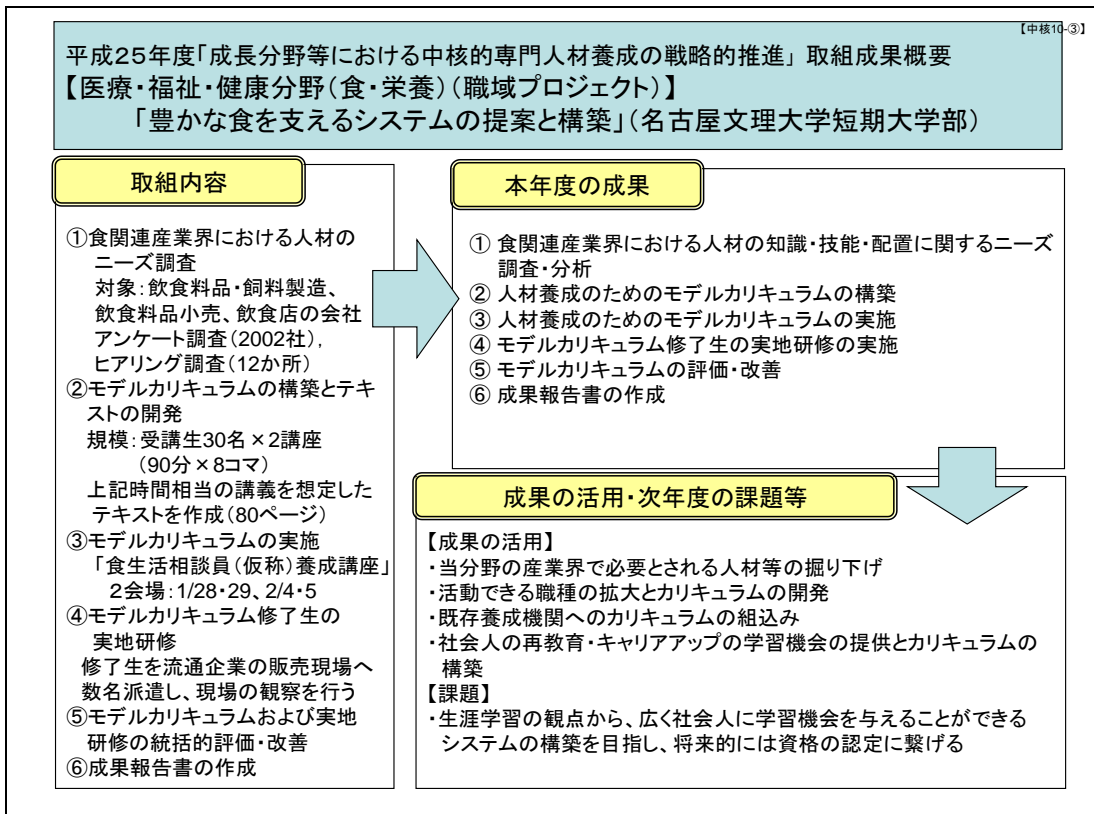 【中核10-③】
平成25年度「成長分野等における中核的専門人材養成の戦略的推進」 取組成果概要
【医療・福祉・健康分野(食・栄養)(職域プロジェクト)】
「豊かな食を支えるシステムの提案と構築」(名古屋文理大学短期大学部)
取組内容
①食関連産業界における人材の
ニーズ調査
対象:飲食料品・飼料製造、
飲食料品小売、飲食店の会社
アンケート調査(2002社),
ヒアリング調査(12か所)
②モデルカリキュラムの構築とテキ
ストの開発
規模:受講生30名×2講座
(90分×8コマ)
上記時間相当の講義を想定した
テキストを作成(80ページ)
③モデルカリキュラムの実施
「食生活相談員(仮称)養成講座」
2会場:1/28・29、2/4・5
④モデルカリキュラム修了生の
実地研修
修了生を流通企業の販売現場へ
数名派遣し、現場の観察を行う
⑤モデルカリキュラムおよび実地
研修の統括的評価・改善
⑥成果報告書の作成
本年度の成果
① 食関連産業界における人材の知識・技能・配置に関するニーズ
調査・分析
② 人材養成のためのモデルカリキュラムの構築
③ 人材養成のためのモデルカリキュラムの実施
④ モデルカリキュラム修了生の実地研修の実施
⑤ モデルカリキュラムの評価・改善
⑥ 成果報告書の作成
成果の活用・次年度の課題等
【成果の活用】
・当分野の産業界で必要とされる人材等の掘り下げ
・活動できる職種の拡大とカリキュラムの開発
・既存養成機関へのカリキュラムの組込み
・社会人の再教育・キャリアアップの学習機会の提供とカリキュラムの
構築
【課題】
・生涯学習の観点から、広く社会人に学習機会を与えることができる
システムの構築を目指し、将来的には資格の認定に繋げる